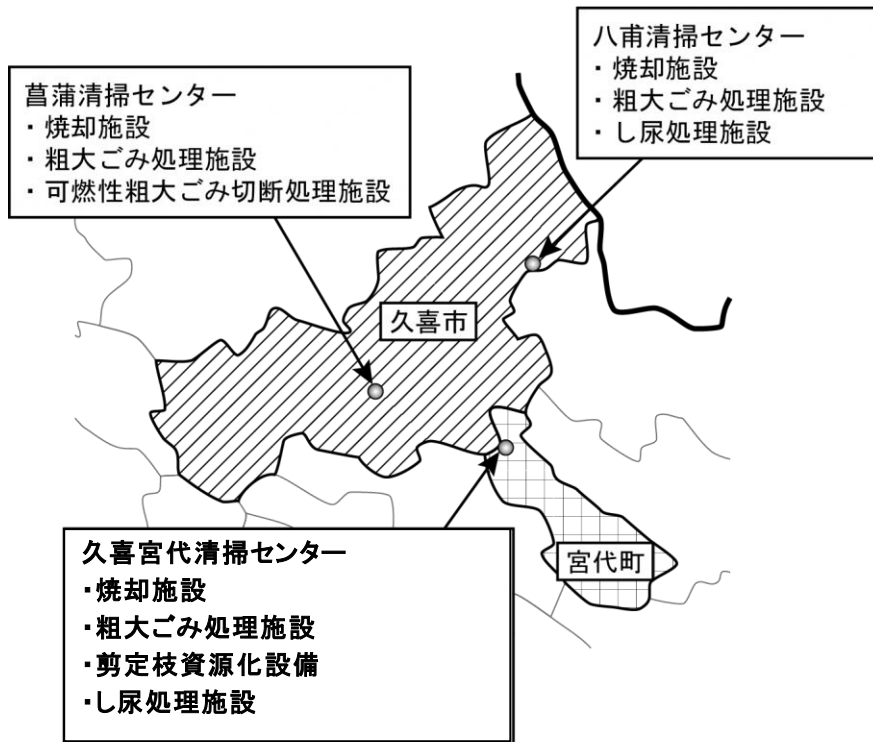 八甫清掃センター
・焼却施設
・粗大ごみ処理施設
・し尿処理施設
菖蒲清掃センター
・焼却施設
・粗大ごみ処理施設
・可燃性粗大ごみ切断処理施設
久喜市
久喜宮代清掃センター
・焼却施設
・粗大ごみ処理施設
・剪定枝資源化設備
・し尿処理施設
宮代町